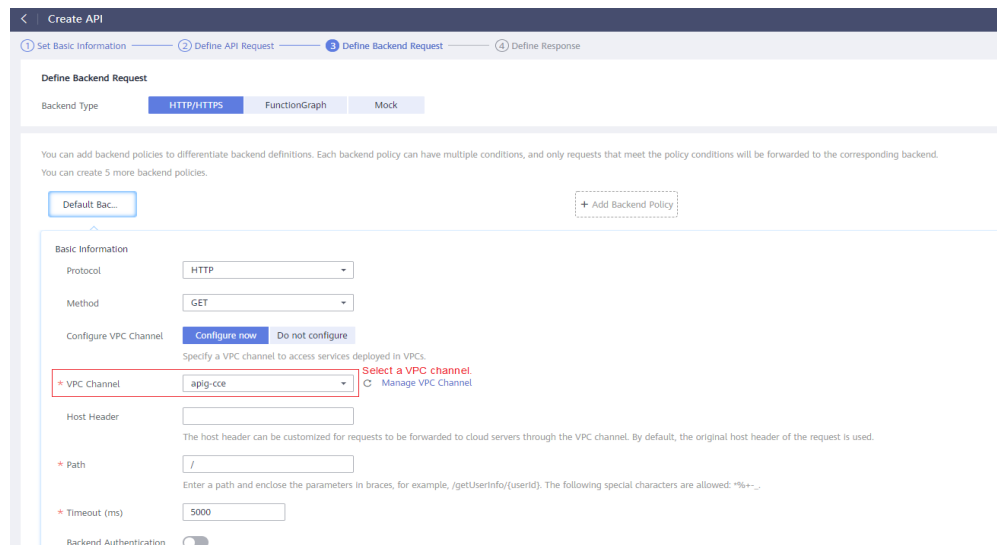 < Create API
1 Set Basic Information 2 Define API Request 3 Define Backend Request 4 Define Response
Define Backend Request
Backend Type HTTP/HTTPS FunctionGraph Mock
You can add backend policies to differentiate backend definitions. Each backend policy can have multiple conditions, and only requests that meet the policy conditions will be forwarded to the corresponding backend.
You can create 5 more backend policies.
Default Bac... + Add Backend Policy
Basic Information
Protocol HTTP
Method GET
Configure VPC Channel Configure now Do not configure
Specify a VPC channel to access services deployed in VPCs.
Select a VPC channel.
* VPC Channel apig-cce Manage VPC Channel
Host Header
The host header can be customized for requests to be forwarded to cloud servers through the VPC channel. By default, the original host header of the request is used.
* Path /
Enter a path and enclose the parameters in braces, for example, /getUserInfo/{userId}. The following special characters are allowed: *%+-_.
* Timeout (ms) 5000
Backend Authentication